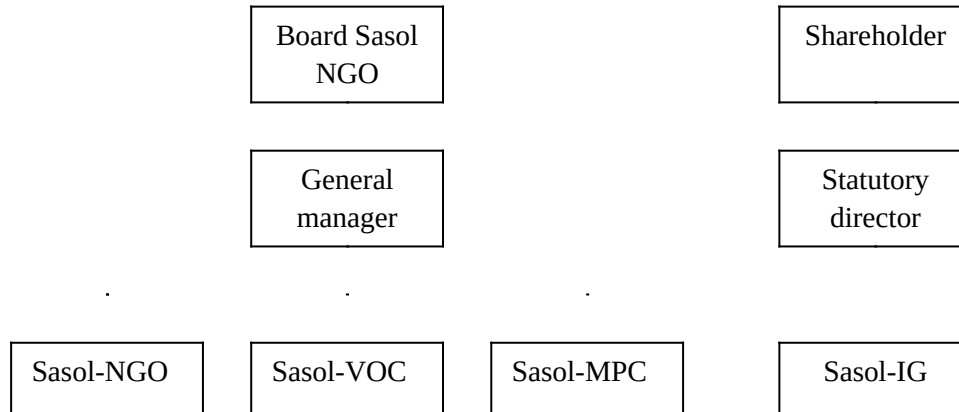 Board Sasol
NGO
Shareholder
General
manager
Statutory
director
Sasol-NGO
Sasol-VOC
Sasol-MPC
Sasol-IG